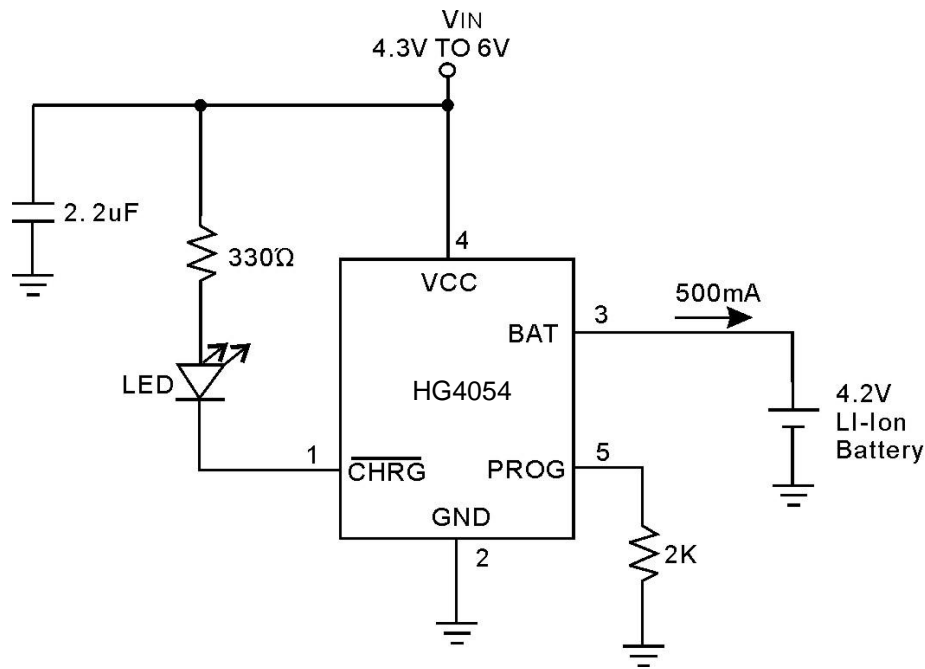 VIN
4.3V TO 6V
2.2uF
330Ω
4
VCC
500mA
3
BAT
LED
HG4054
4.2V
LI-Ion
Battery
1
CHRG
PROG
5
GND
2
2K